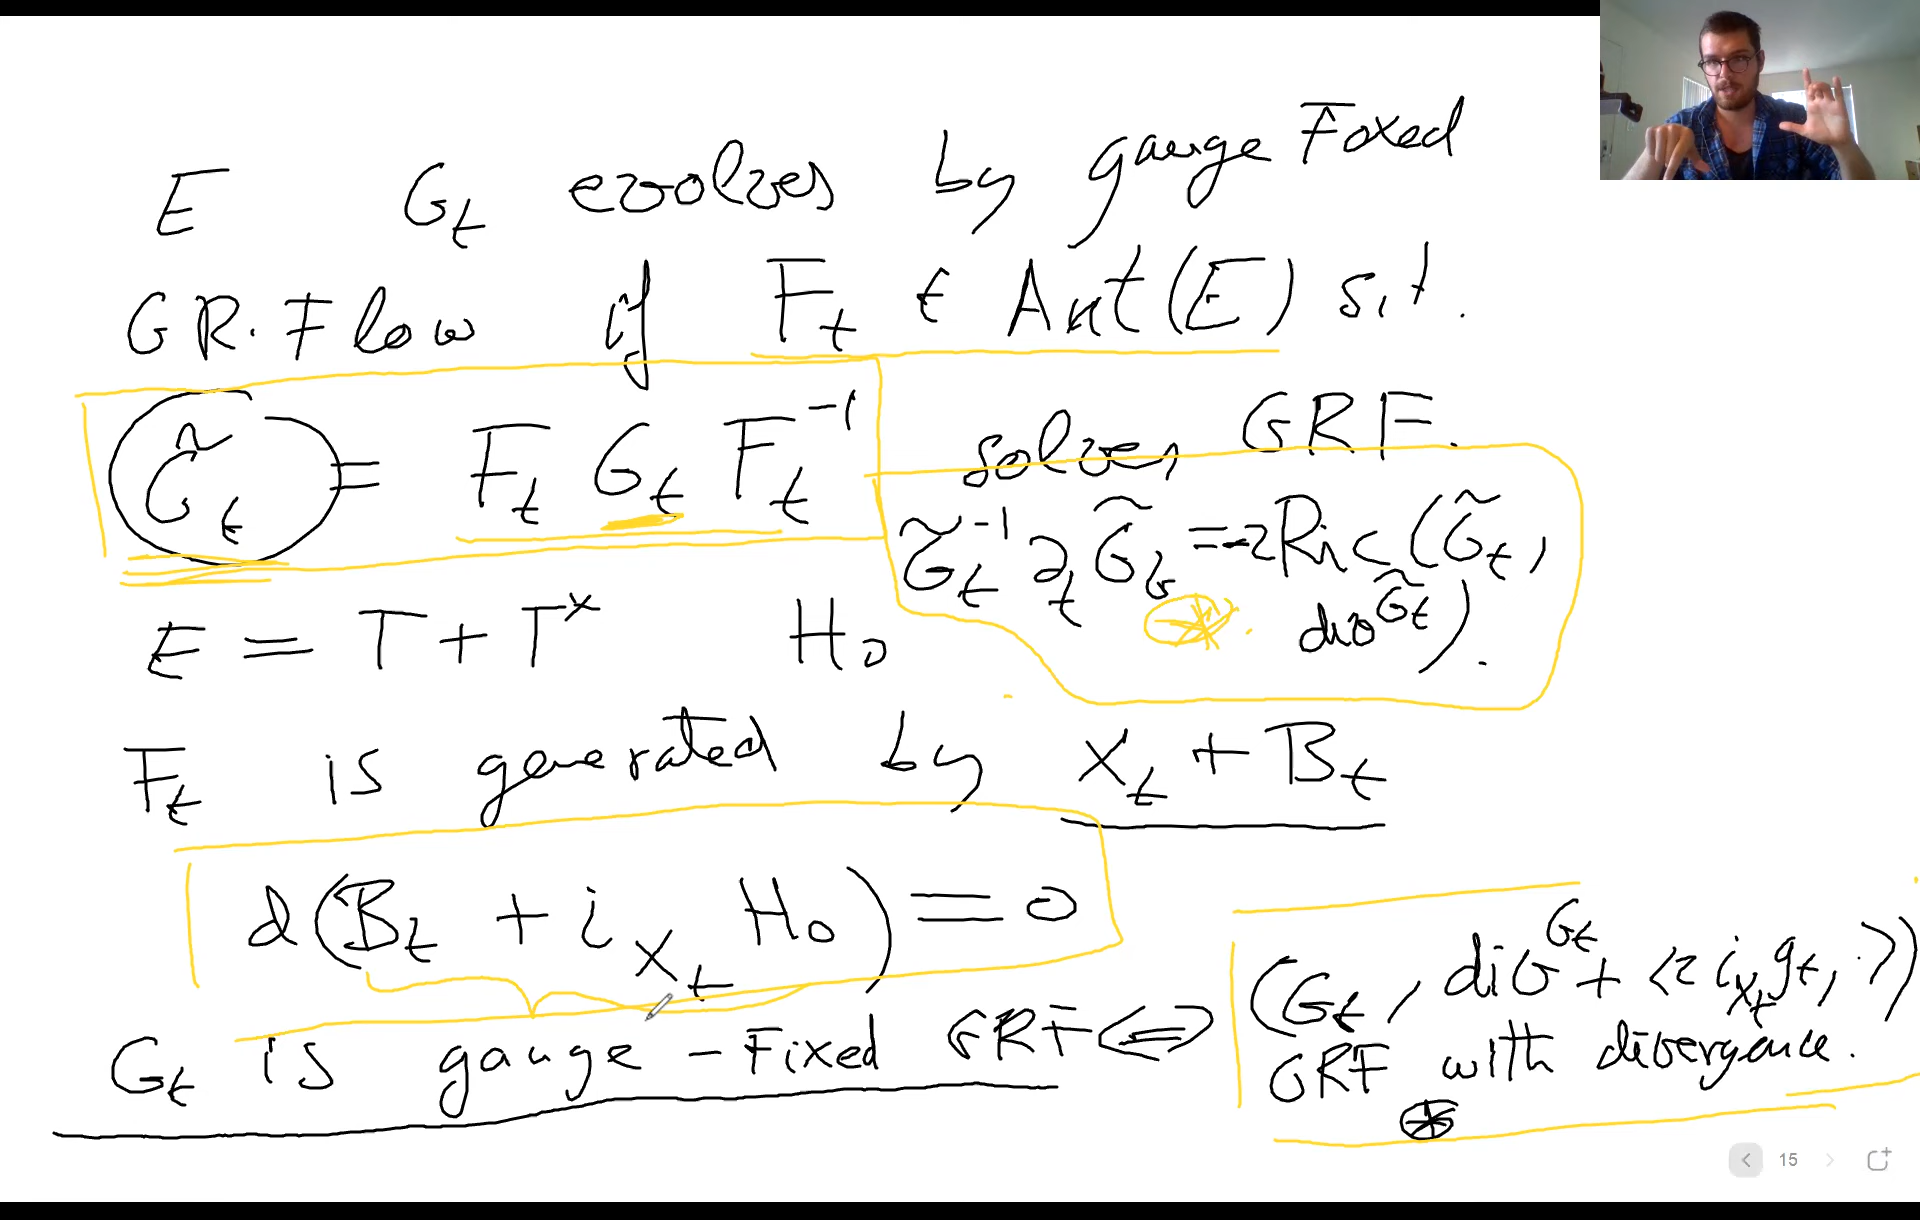 E G_t evolves by gauge Foxed
GR. Flow if F_t ∈ Aut(E) s.t.
G̃_t = F_t G_t F_t^{-1} solves GRF.
G̃_t^{-1} ∂_t G̃_t = -2Ric(G̃_t,
div^{G̃_t}).
E = T + T* H_0
F_t is generated by X_t + B_t
d(B_t + i_{X_t} H_0) = 0
(G_t, div^{G_t} + <2 i_{X_t} g_t, ·>)
G_t is gauge-Fixed GRF ⇔ GRF with divergence.
15